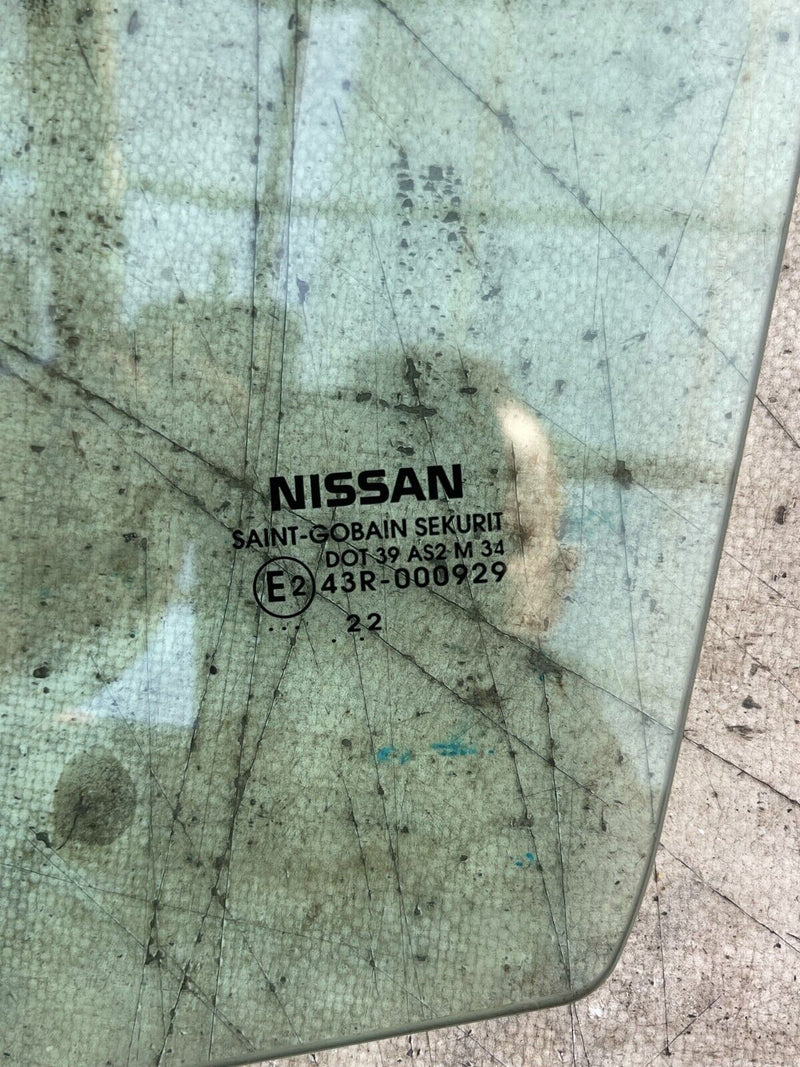 NISSAN
SAINT-GOBAIN SEKURIT
DOT 39 AS2 M 34
E2 43R-000929
... 22
. ..